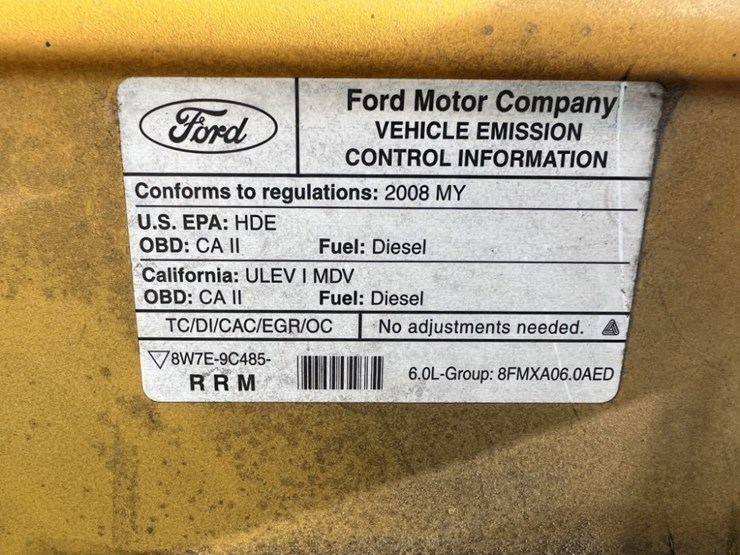 Ford
Ford Motor Company
VEHICLE EMISSION
CONTROL INFORMATION
Conforms to regulations: 2008 MY
U.S. EPA: HDE
OBD: CA II Fuel: Diesel
California: ULEV I MDV
OBD: CA II Fuel: Diesel
TC/DI/CAC/EGR/OC No adjustments needed.
8W7E-9C485-
RRM
6.0L-Group: 8FMXA06.0AED